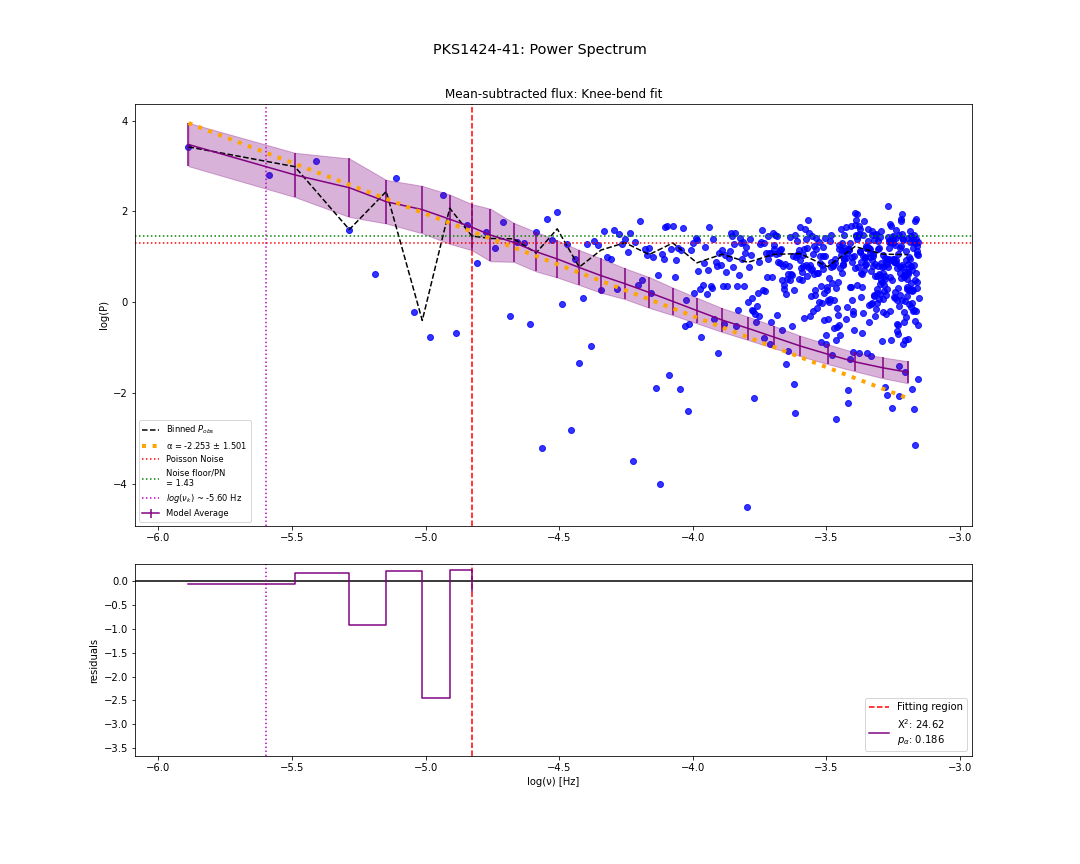 PKS1424-41: Power Spectrum
Mean-subtracted flux: Knee-bend fit
log(P)
4
2
0
−2
−4
Binned P_obs
α = -2.253 ± 1.501
Poisson Noise
Noise floor/PN
= 1.43
log(ν_k) ~ -5.60 Hz
Model Average
−6.0 −5.5 −5.0 −4.5 −4.0 −3.5 −3.0
residuals
0.0
−0.5
−1.0
−1.5
−2.0
−2.5
−3.0
−3.5
Fitting region
X²: 24.62
p_α: 0.186
−6.0 −5.5 −5.0 −4.5 −4.0 −3.5 −3.0
log(ν) [Hz]